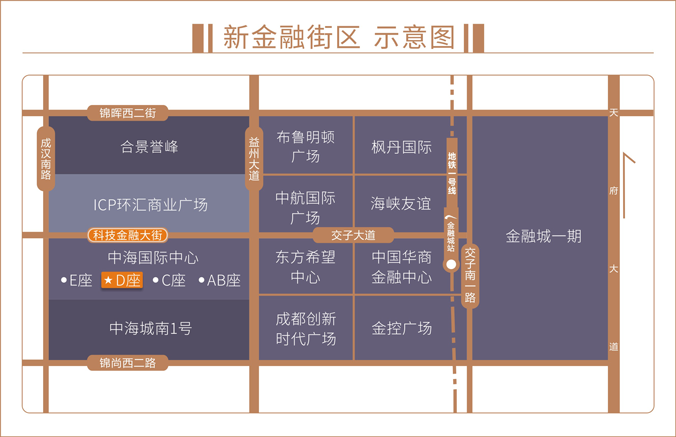 新金融街区 示意图
锦晖西二街
成汉南路
益州大道
合景誉峰
ICP环汇商业广场
科技金融大街
中海国际中心
E座
★D座
C座
AB座
中海城南1号
锦尚西二路
布鲁明顿
广场
枫丹国际
中航国际
广场
海峡友谊
交子大道
东方希望
中心
中国华商
金融中心
成都创新
时代广场
金控广场
地铁一号线
金融城站
交子南一路
金融城一期
天府大道